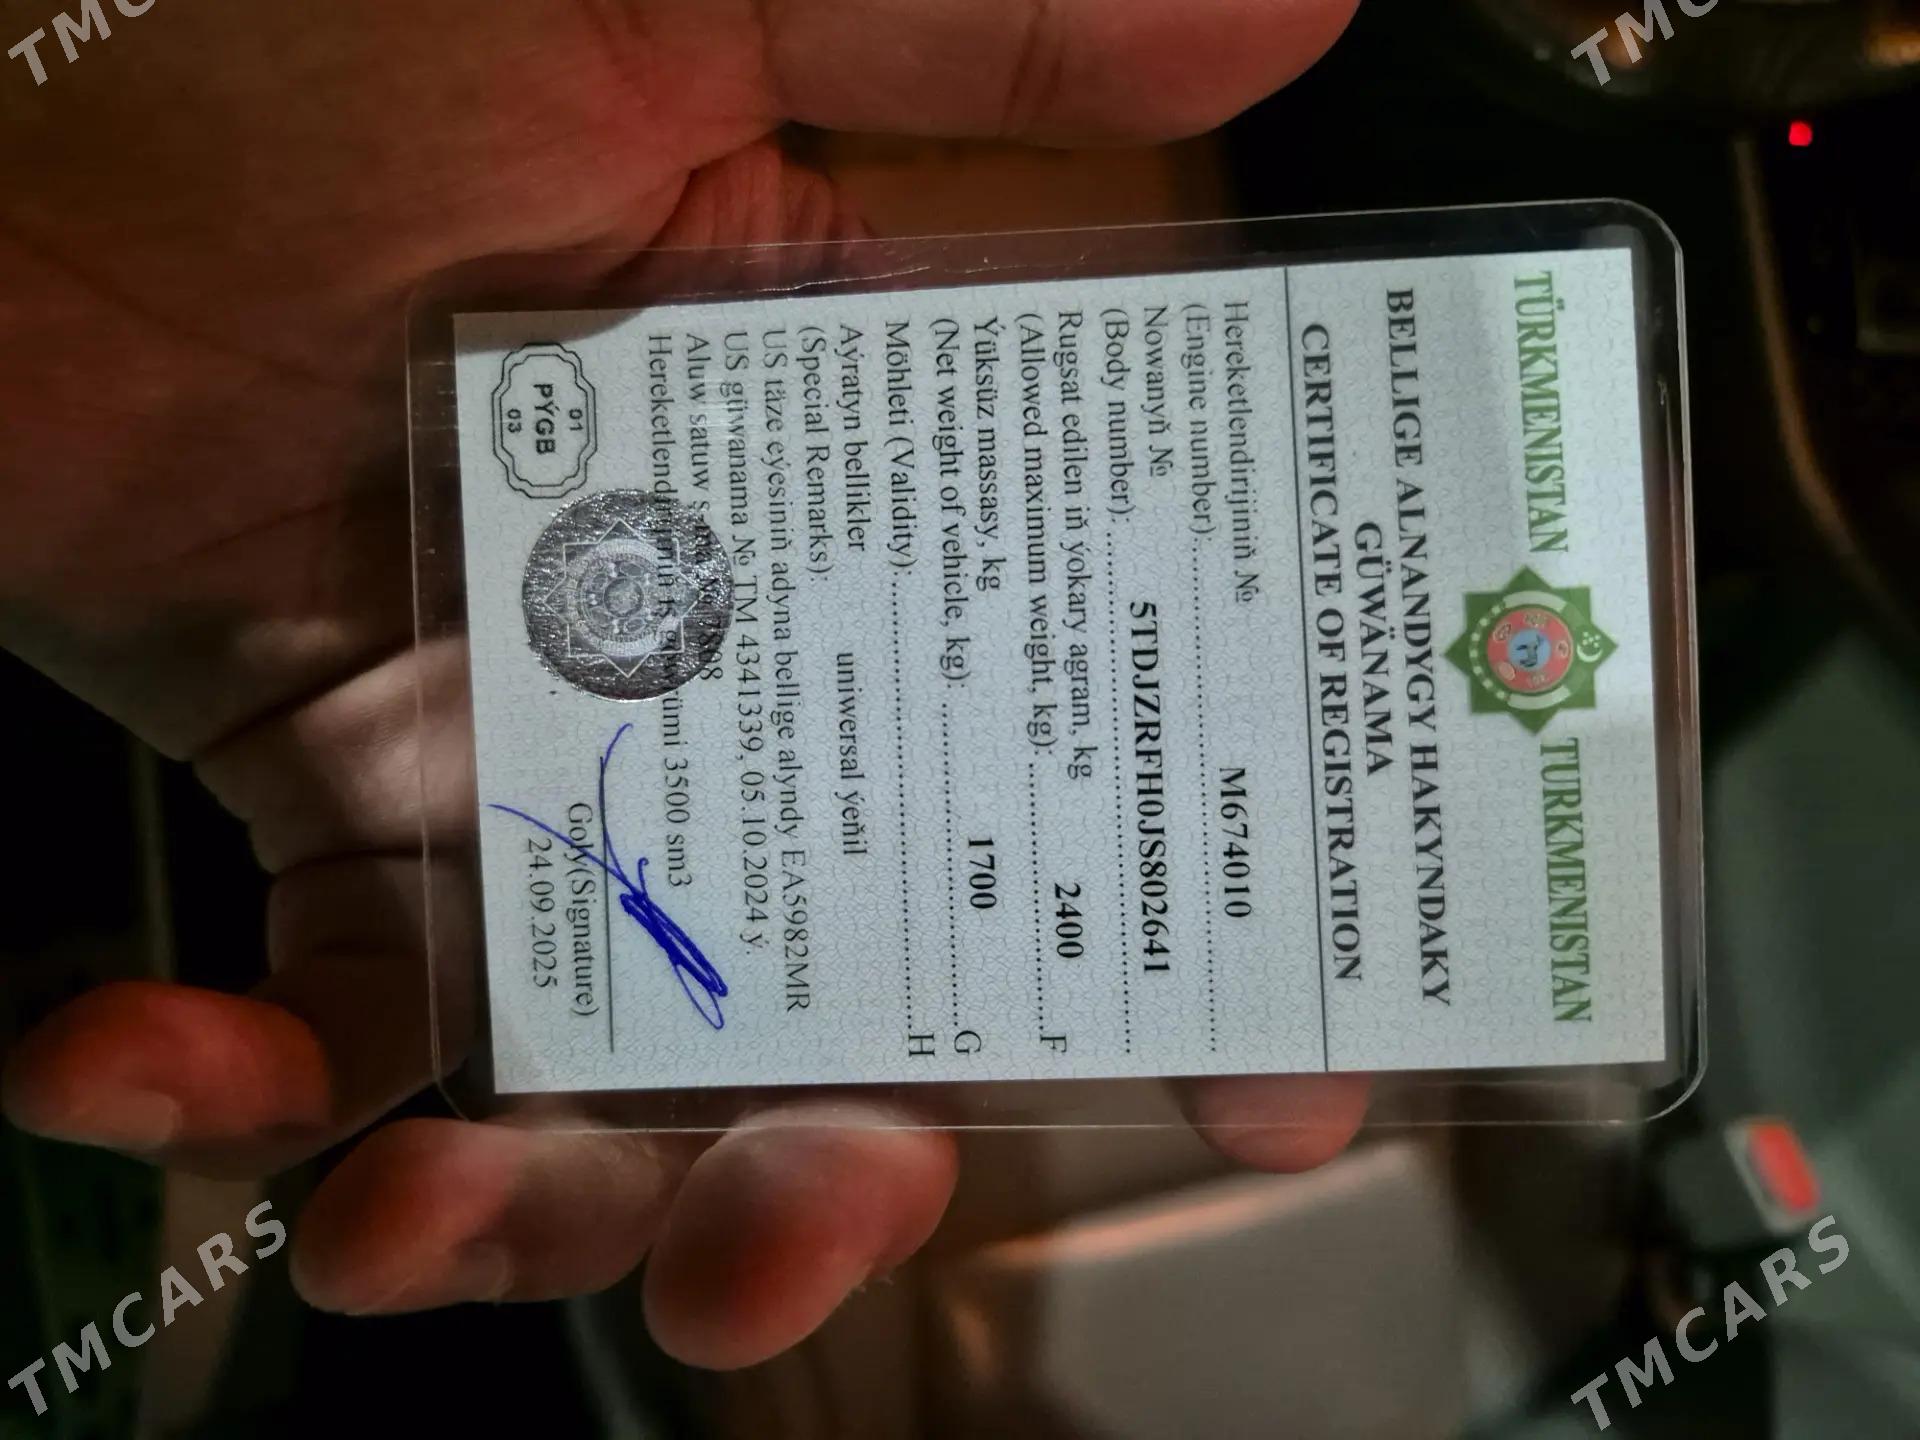 TÜRKMENISTAN TURKMENISTAN
BELLIGE ALNANDYGY HAKYNDAKY
GÜWÄNAMA
CERTIFICATE OF REGISTRATION
Hereketlendirijiniň №
(Engine number):.......... M674010
Nowanyň №
(Body number): .......... 5TDJZRFH0JS802641
Rugsat edilen iň ýokary agram, kg
(Allowed maximum weight, kg): .......... 2400 F
Ýüksüz massasy, kg
(Net weight of vehicle, kg): .......... 1700 G
Möhleti (Validity):..........H
Aýratyn bellikler
(Special Remarks): uniwersal ýeňil
US täze eýesiniň adyna bellige alyndy EA5982MR
US güwanama № TM 4341339, 05.10.2024 ý.
Aluw satuw
Hereketlendirijiniň 3500 sm3
01
PÝGB
03
Goly(Signature)
24.09.2025
TMCARS
TMCARS
TMCARS
TMCARS